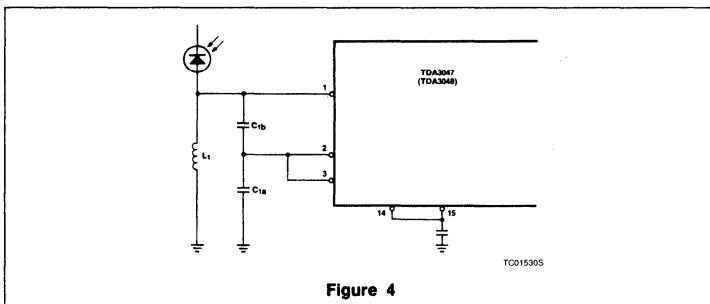 TDA3047
(TDA3048)
1
C1b
2
L1
3
C1a
14 15
TC01530S
Figure 4